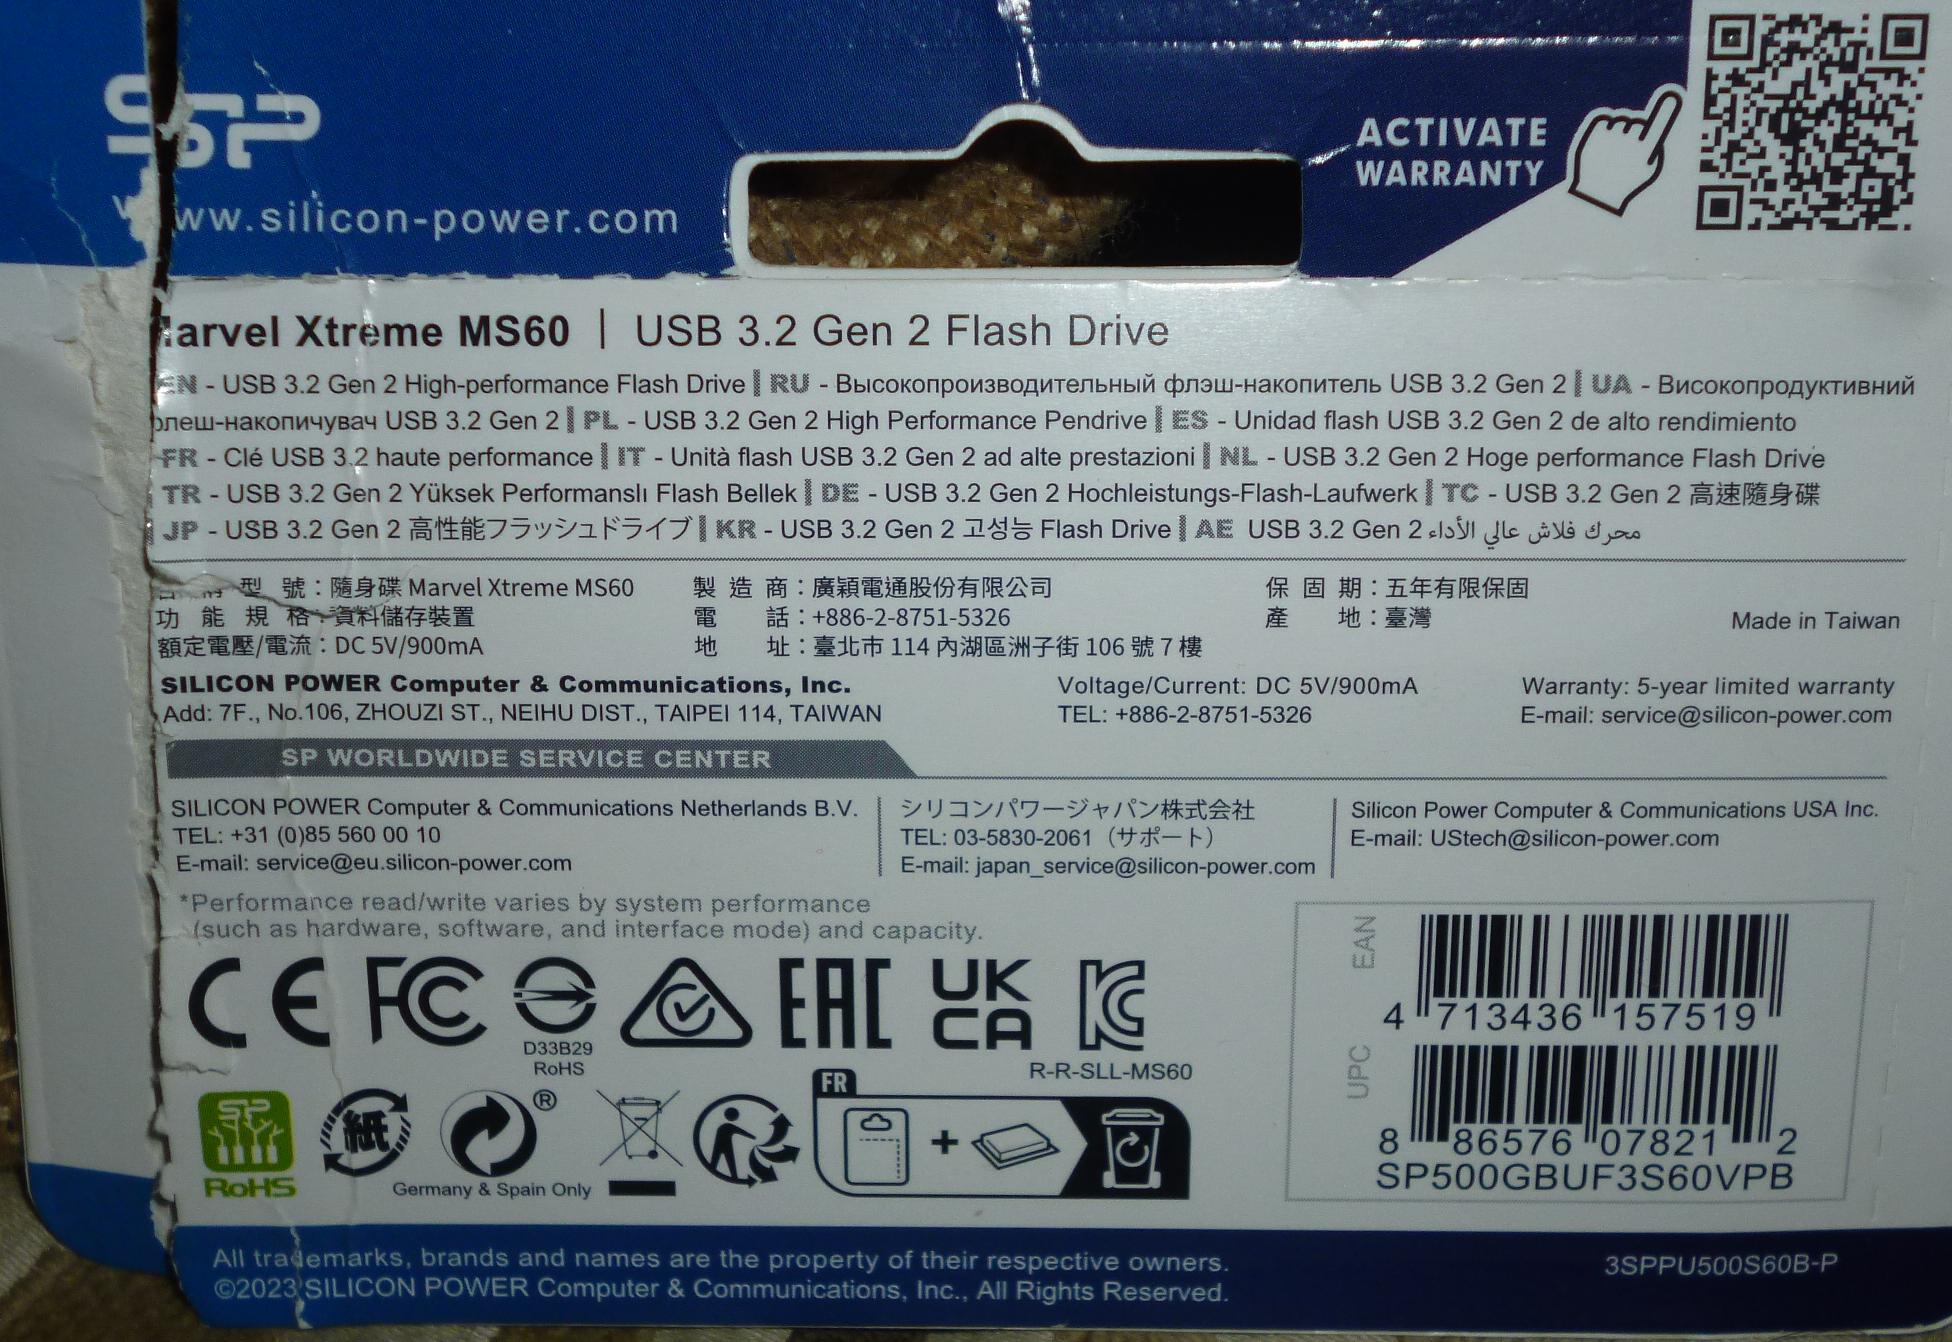 SP
www.silicon-power.com
ACTIVATE
WARRANTY
Marvel Xtreme MS60 | USB 3.2 Gen 2 Flash Drive
EN - USB 3.2 Gen 2 High-performance Flash Drive | RU - Высокопроизводительный флэш-накопитель USB 3.2 Gen 2 | UA - Високопродуктивний
флеш-накопичувач USB 3.2 Gen 2 | PL - USB 3.2 Gen 2 High Performance Pendrive | ES - Unidad flash USB 3.2 Gen 2 de alto rendimiento
FR - Clé USB 3.2 haute performance | IT - Unità flash USB 3.2 Gen 2 ad alte prestazioni | NL - USB 3.2 Gen 2 Hoge performance Flash Drive
TR - USB 3.2 Gen 2 Yüksek Performanslı Flash Bellek | DE - USB 3.2 Gen 2 Hochleistungs-Flash-Laufwerk | TC - USB 3.2 Gen 2 高速隨身碟
JP - USB 3.2 Gen 2 高性能フラッシュドライブ | KR - USB 3.2 Gen 2 고성능 Flash Drive | AE USB 3.2 Gen 2 محرك فلاش عالي الأداء
型 號：隨身碟 Marvel Xtreme MS60 製 造 商：廣穎電通股份有限公司 保 固 期：五年有限保固
功 能 規 格：資料儲存裝置 電 話：+886-2-8751-5326 產 地：臺灣 Made in Taiwan
額定電壓/電流：DC 5V/900mA 地 址：臺北市 114 內湖區洲子街 106 號 7 樓
SILICON POWER Computer & Communications, Inc. Voltage/Current: DC 5V/900mA Warranty: 5-year limited warranty
Add: 7F., No.106, ZHOUZI ST., NEIHU DIST., TAIPEI 114, TAIWAN TEL: +886-2-8751-5326 E-mail: service@silicon-power.com
SP WORLDWIDE SERVICE CENTER
SILICON POWER Computer & Communications Netherlands B.V.
TEL: +31 (0)85 560 00 10
E-mail: service@eu.silicon-power.com
シリコンパワージャパン株式会社
TEL: 03-5830-2061（サポート）
E-mail: japan_service@silicon-power.com
Silicon Power Computer & Communications USA Inc.
E-mail: UStech@silicon-power.com
*Performance read/write varies by system performance
(such as hardware, software, and interface mode) and capacity.
CE FC EAC UK CA KC
D33B29
RoHS
R-R-SLL-MS60
SP
RoHS
紙
®
Germany & Spain Only
FR
+
EAN
4 713436 157519
UPC
8 86576 07821 2
SP500GBUF3S60VPB
All trademarks, brands and names are the property of their respective owners.
©2023 SILICON POWER Computer & Communications, Inc., All Rights Reserved.
3SPPU500S60B-P